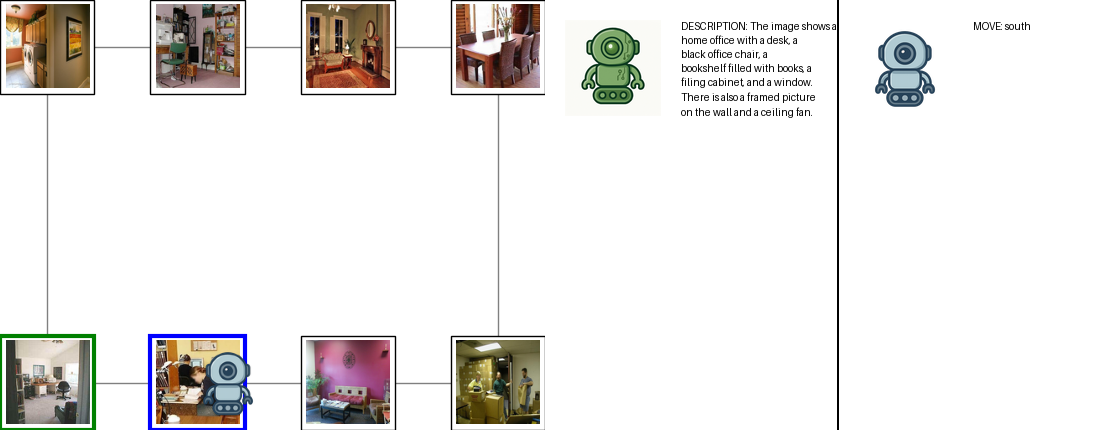 DESCRIPTION: The image shows a
home office with a desk, a
black office chair, a
bookshelf filled with books, a
filing cabinet, and a window.
There is also a framed picture
on the wall and a ceiling fan.
MOVE: south